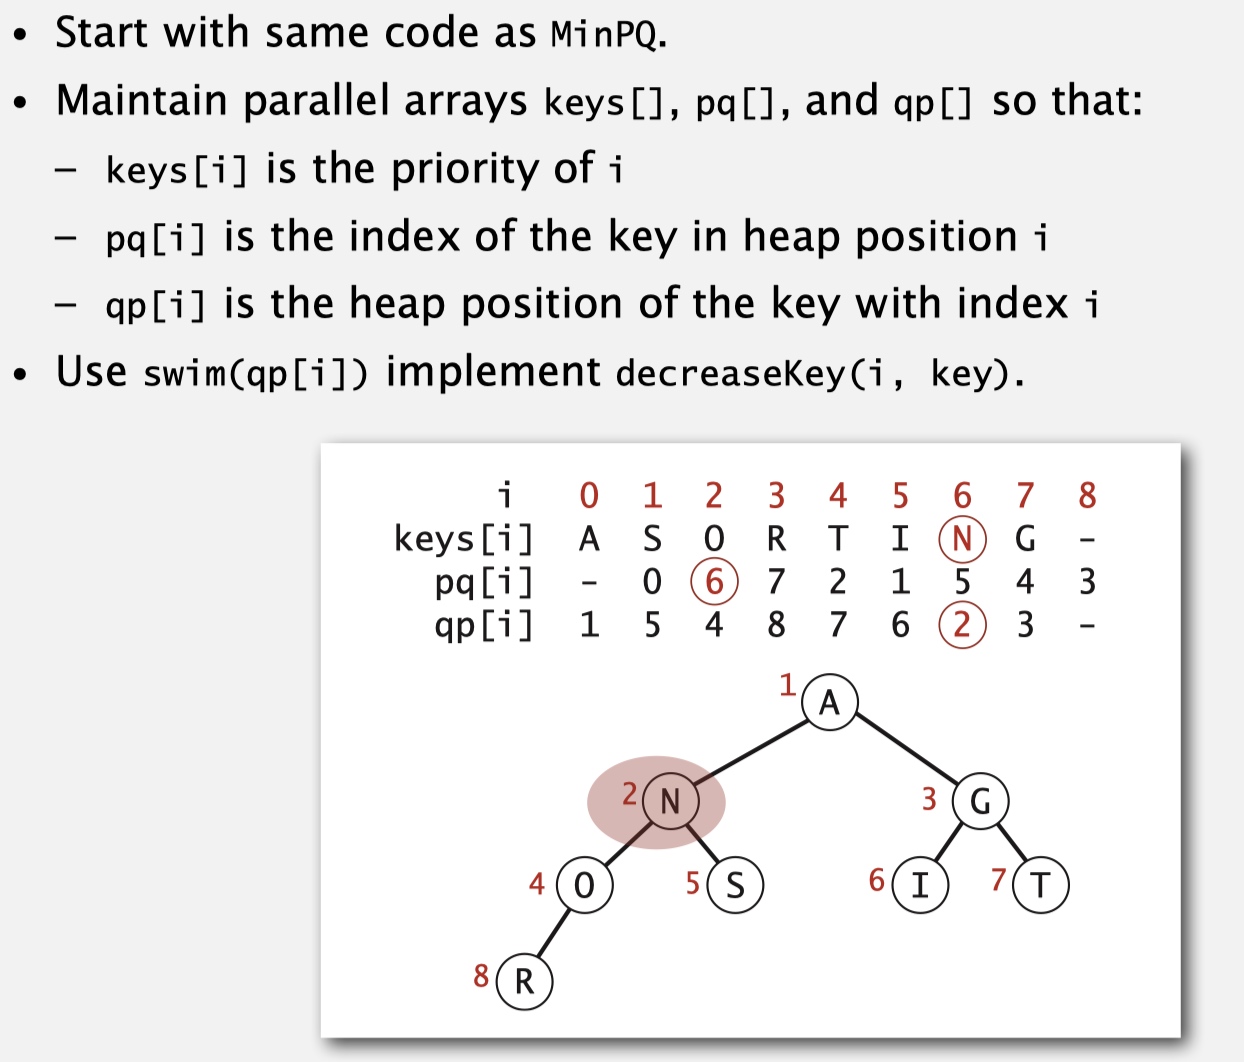 • Start with same code as MinPQ.
• Maintain parallel arrays keys[], pq[], and qp[] so that:
– keys[i] is the priority of i
– pq[i] is the index of the key in heap position i
– qp[i] is the heap position of the key with index i
• Use swim(qp[i]) implement decreaseKey(i, key).
i 0 1 2 3 4 5 6 7 8
keys[i] A S O R T I N G –
pq[i] – 0 6 7 2 1 5 4 3
qp[i] 1 5 4 8 7 6 2 3 –
1 A
2 N 3 G
4 O 5 S 6 I 7 T
8 R